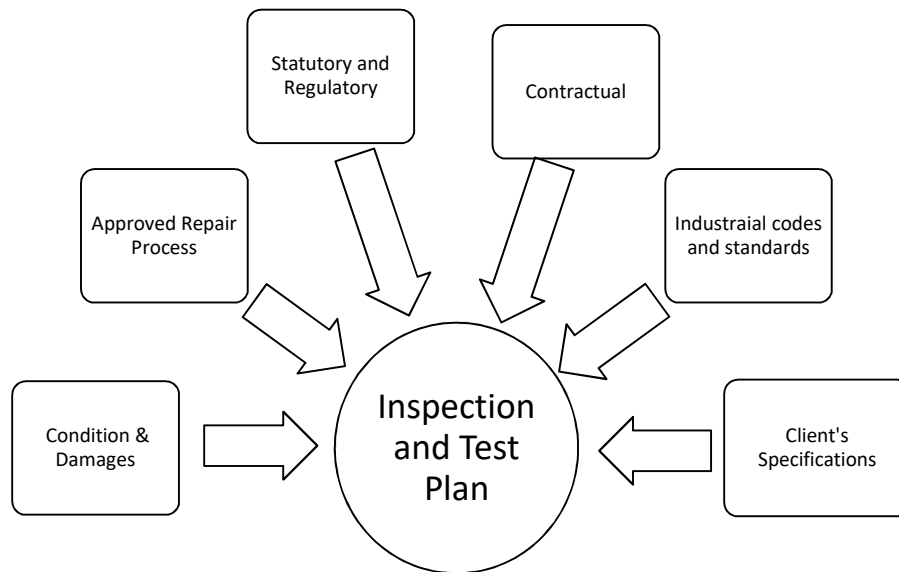 Statutory and
Regulatory
Contractual
Approved Repair
Process
Industraial codes
and standards
Condition &
Damages
Inspection
and Test
Plan
Client's
Specifications